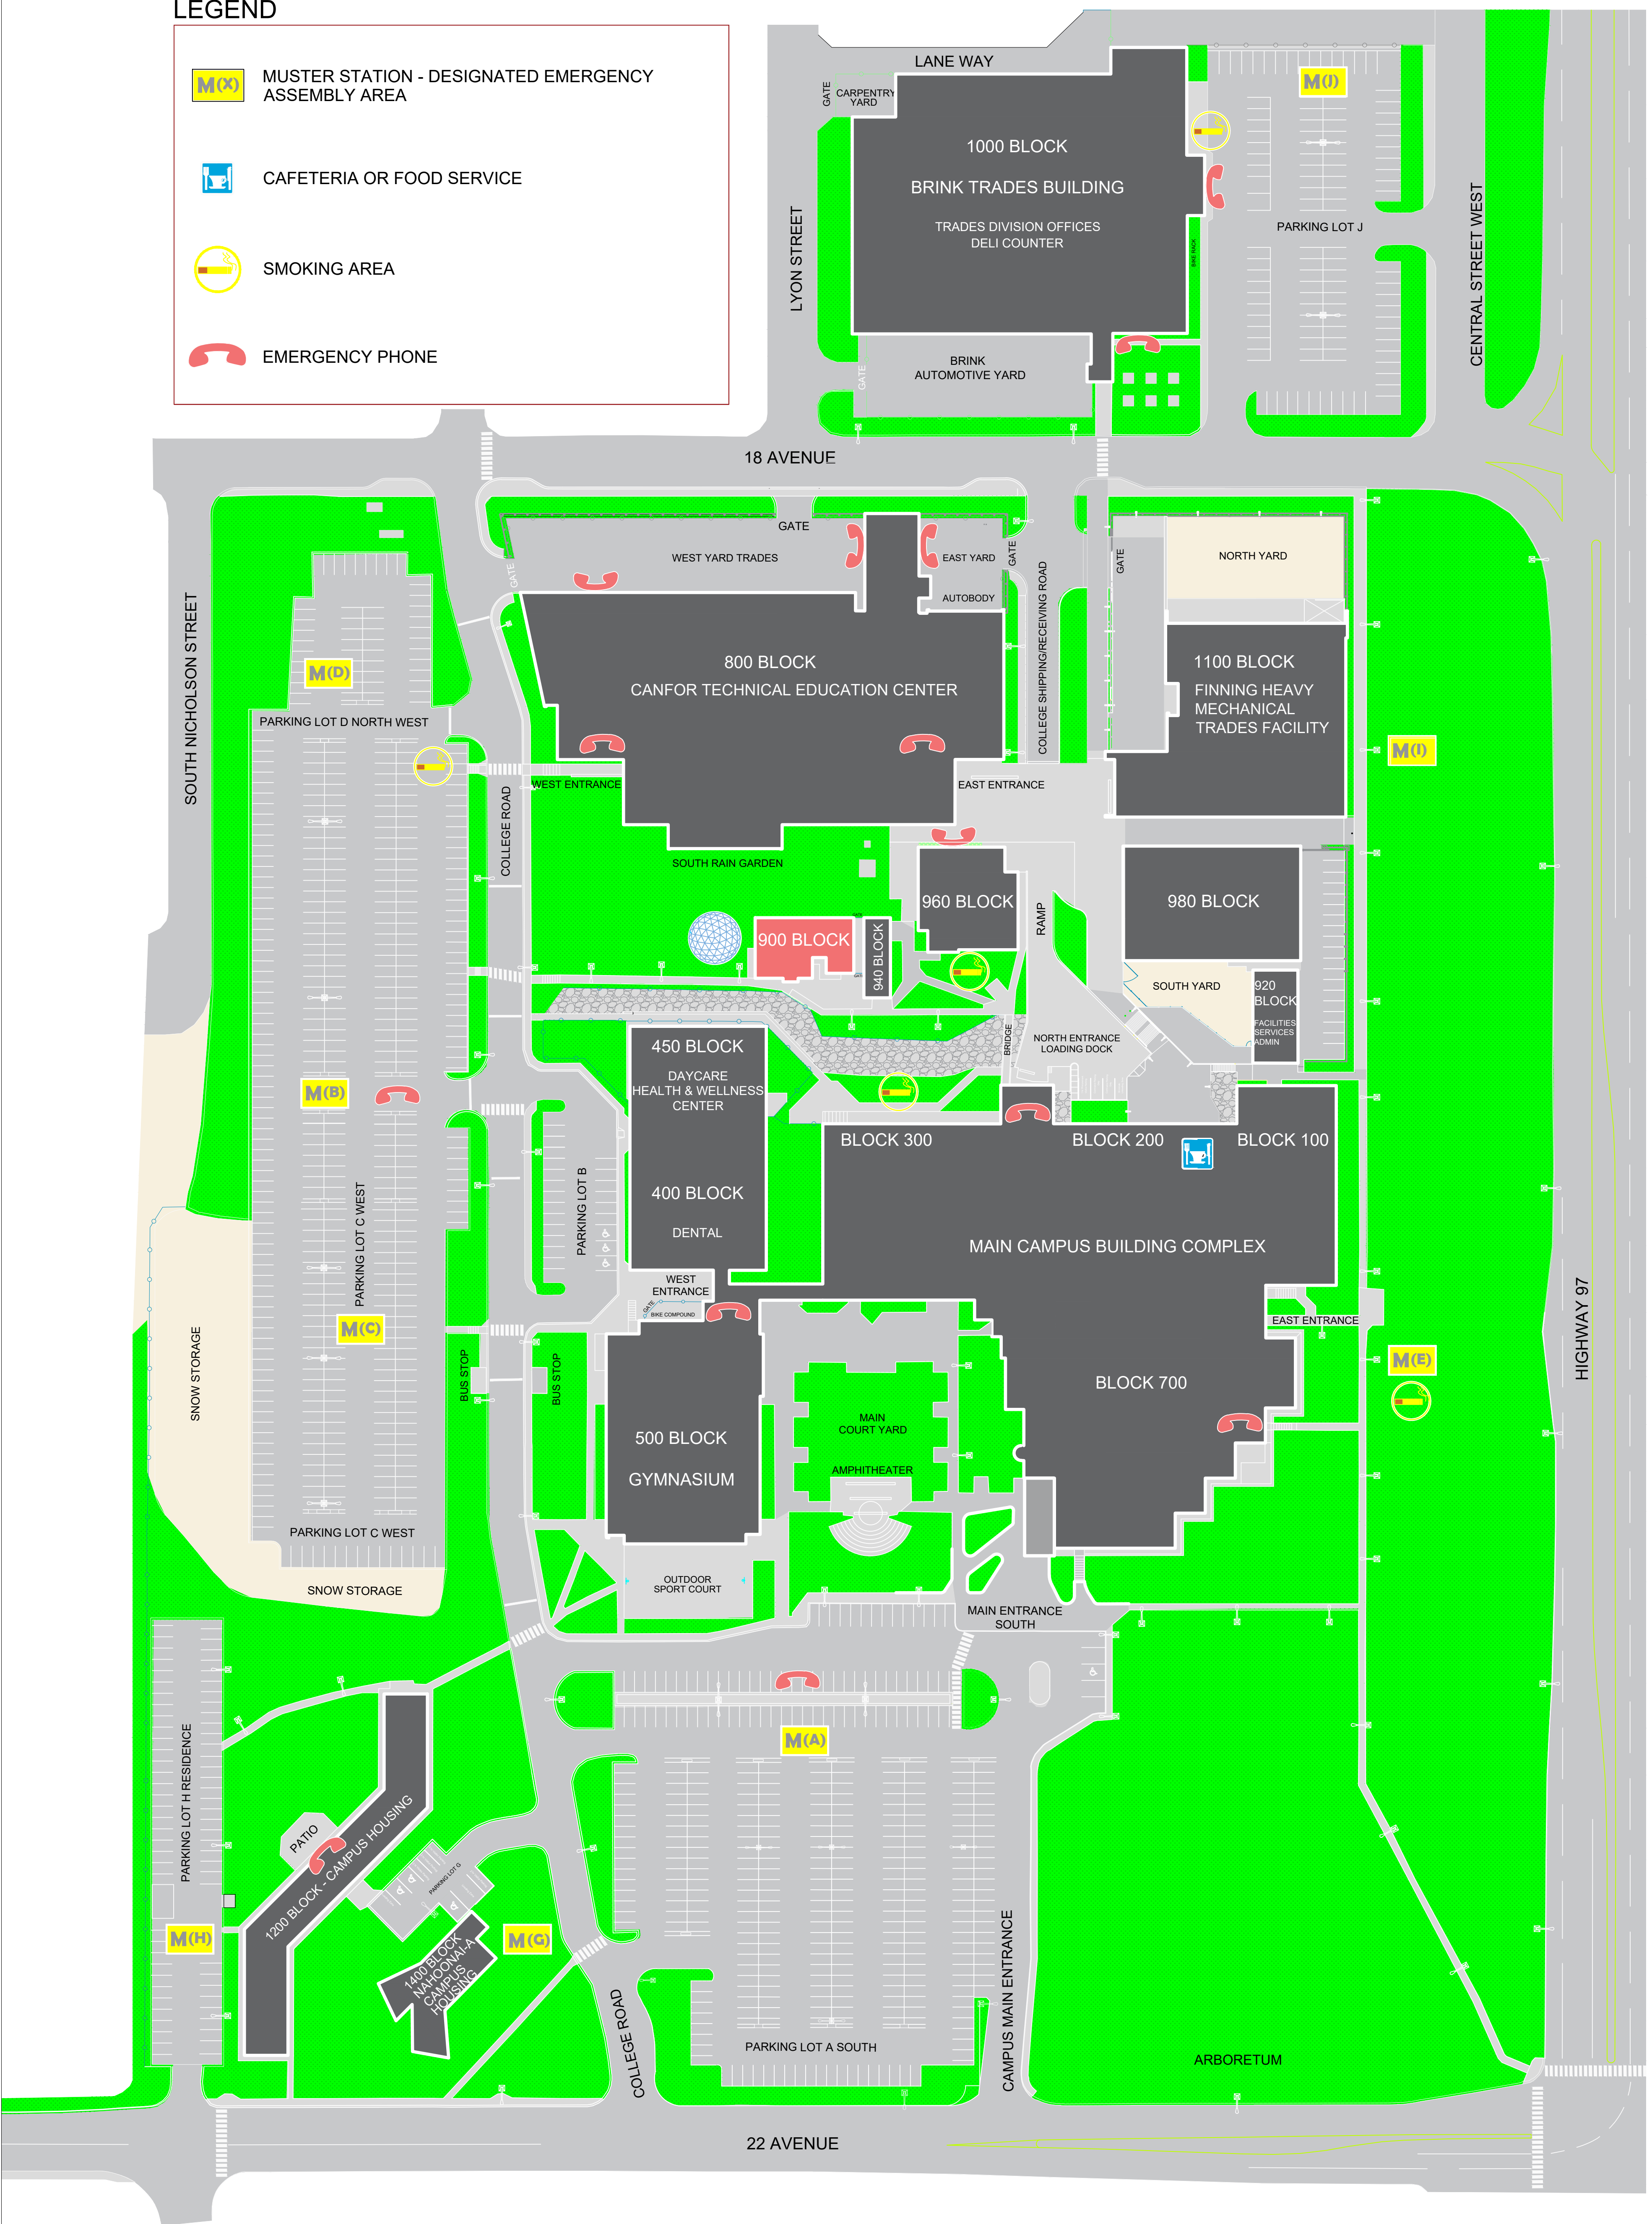 LEGEND
M(X)
MUSTER STATION - DESIGNATED EMERGENCY
ASSEMBLY AREA
CAFETERIA OR FOOD SERVICE
SMOKING AREA
EMERGENCY PHONE
LANE WAY
GATE
CARPENTRY
YARD
M(J)
1000 BLOCK
BRINK TRADES BUILDING
TRADES DIVISION OFFICES
DELI COUNTER
LYON STREET
BIKE RACK
PARKING LOT J
CENTRAL STREET WEST
BRINK
AUTOMOTIVE YARD
GATE
18 AVENUE
GATE
WEST YARD TRADES
GATE
EAST YARD
GATE
AUTOBODY
GATE
NORTH YARD
SOUTH NICHOLSON STREET
COLLEGE SHIPPING/RECEIVING ROAD
M(D)
800 BLOCK
CANFOR TECHNICAL EDUCATION CENTER
1100 BLOCK
FINNING HEAVY
MECHANICAL
TRADES FACILITY
PARKING LOT D NORTH WEST
M(I)
WEST ENTRANCE
EAST ENTRANCE
COLLEGE ROAD
SOUTH RAIN GARDEN
960 BLOCK
RAMP
980 BLOCK
900 BLOCK
940 BLOCK
SOUTH YARD
920
BLOCK
FACILITIES
SERVICES
ADMIN
BRIDGE
NORTH ENTRANCE
LOADING DOCK
450 BLOCK
DAYCARE
HEALTH & WELLNESS
CENTER
M(B)
BLOCK 300
BLOCK 200
BLOCK 100
400 BLOCK
DENTAL
PARKING LOT B
PARKING LOT C WEST
MAIN CAMPUS BUILDING COMPLEX
WEST
ENTRANCE
GATE
BIKE COMPOUND
M(C)
EAST ENTRANCE
HIGHWAY 97
SNOW STORAGE
BUS STOP
BUS STOP
M(E)
BLOCK 700
MAIN
COURT YARD
500 BLOCK
GYMNASIUM
AMPHITHEATER
PARKING LOT C WEST
SNOW STORAGE
OUTDOOR
SPORT COURT
MAIN ENTRANCE
SOUTH
M(A)
PARKING LOT H RESIDENCE
PATIO
1200 BLOCK - CAMPUS HOUSING
PARKING LOT G
M(H)
M(G)
1400 BLOCK
NAHOONAI-A
CAMPUS
HOUSING
COLLEGE ROAD
CAMPUS MAIN ENTRANCE
PARKING LOT A SOUTH
ARBORETUM
22 AVENUE